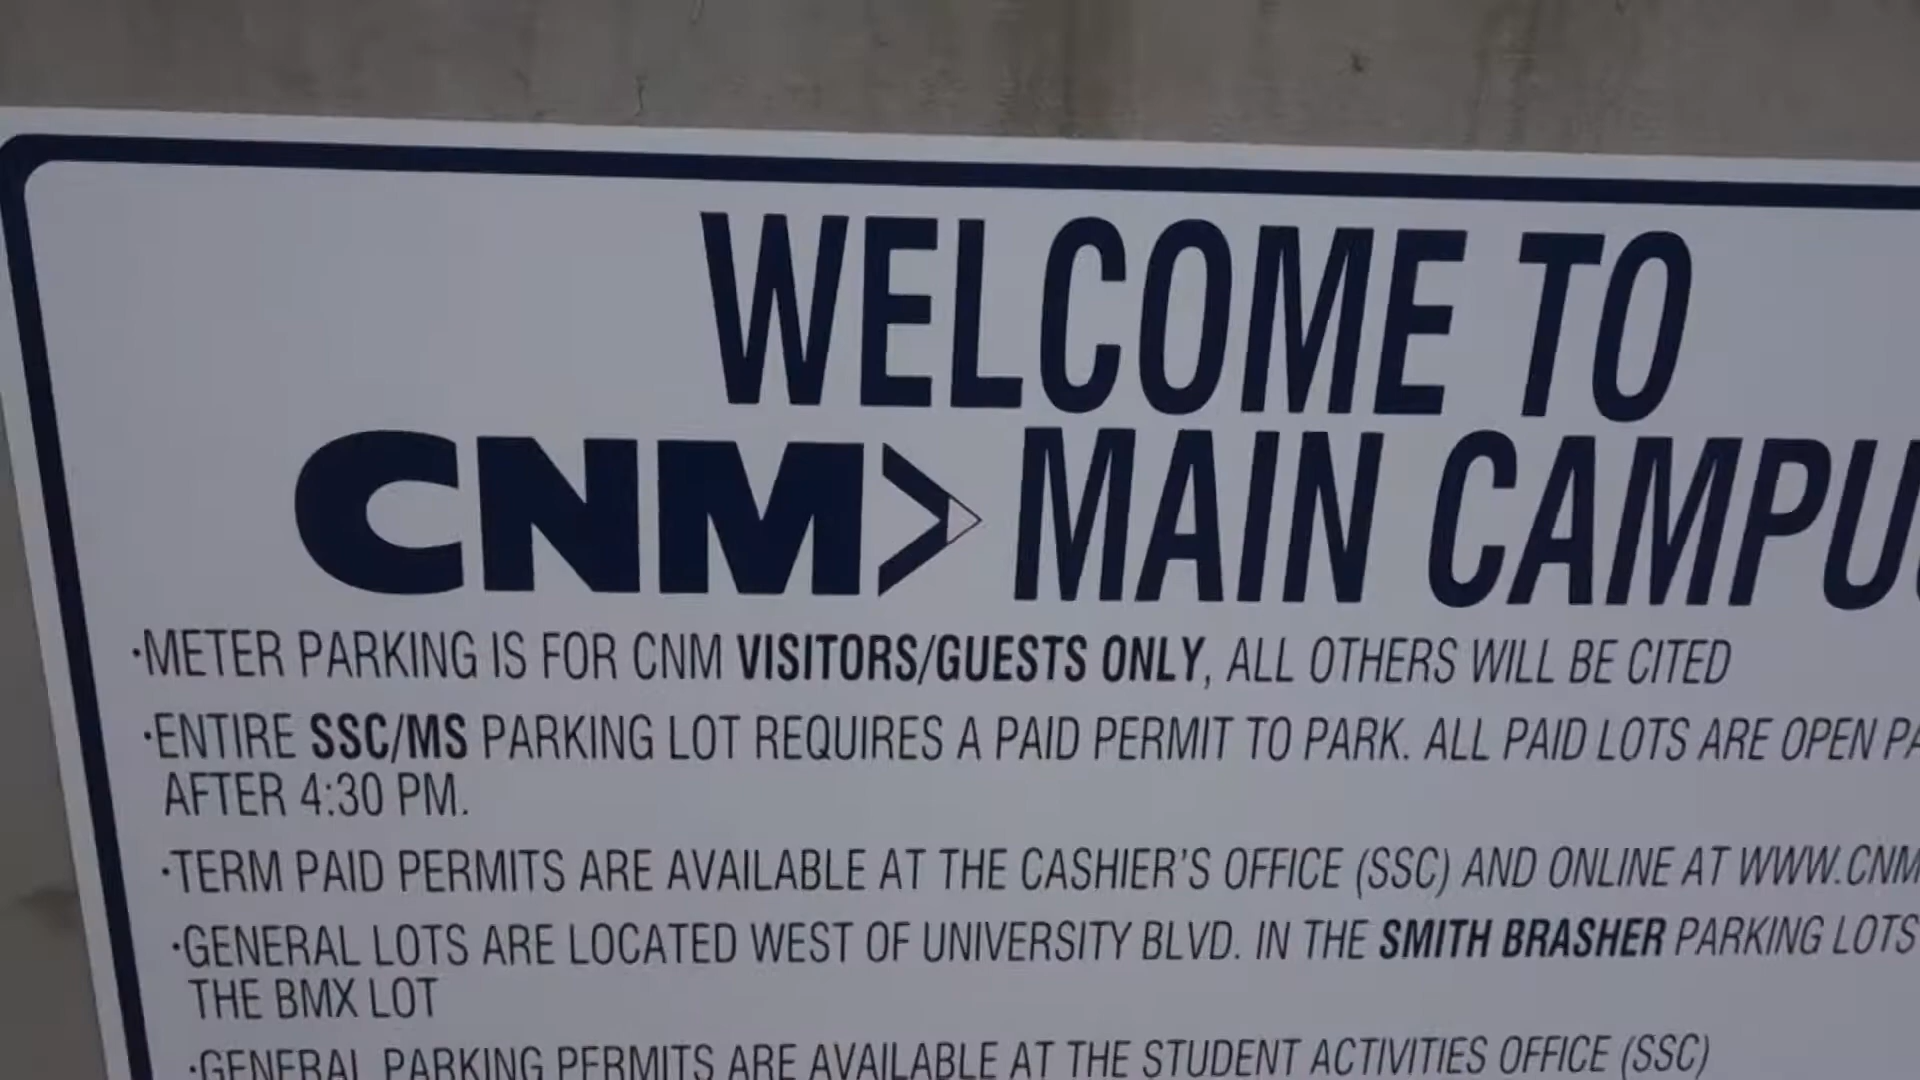 WELCOME TO
CNM> MAIN CAMPU
·METER PARKING IS FOR CNM VISITORS/GUESTS ONLY, ALL OTHERS WILL BE CITED
·ENTIRE SSC/MS PARKING LOT REQUIRES A PAID PERMIT TO PARK. ALL PAID LOTS ARE OPEN PA
AFTER 4:30 PM.
·TERM PAID PERMITS ARE AVAILABLE AT THE CASHIER'S OFFICE (SSC) AND ONLINE AT WWW.CNM
·GENERAL LOTS ARE LOCATED WEST OF UNIVERSITY BLVD. IN THE SMITH BRASHER PARKING LOTS
THE BMX LOT
·GENERAL PARKING PERMITS ARE AVAILABLE AT THE STUDENT ACTIVITIES OFFICE (SSC)